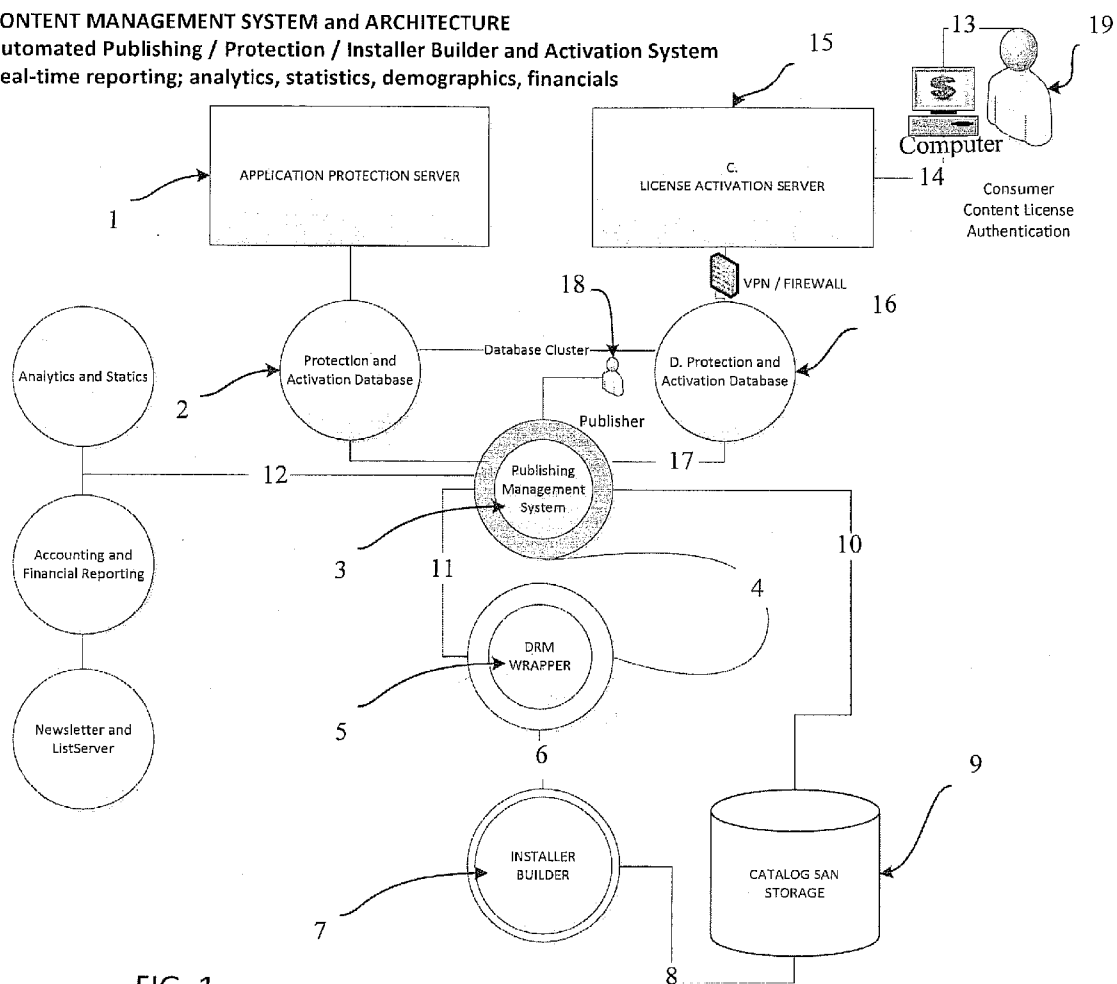 ONTENT MANAGEMENT SYSTEM and ARCHITECTURE
utomated Publishing / Protection / Installer Builder and Activation System
eal-time reporting; analytics, statistics, demographics, financials
15
13
19
APPLICATION PROTECTION SERVER
1
C.
LICENSE ACTIVATION SERVER
Computer
14
Consumer
Content License
Authentication
VPN / FIREWALL
18
16
Analytics and Statics
Protection and
Activation Database
2
Database Cluster
D. Protection and
Activation Database
Publisher
17
12
Publishing
Management
System
3
11
10
4
Accounting and
Financial Reporting
DRM
WRAPPER
5
6
Newsletter and
ListServer
9
INSTALLER
BUILDER
7
CATALOG SAN
STORAGE
8
FIG. 1